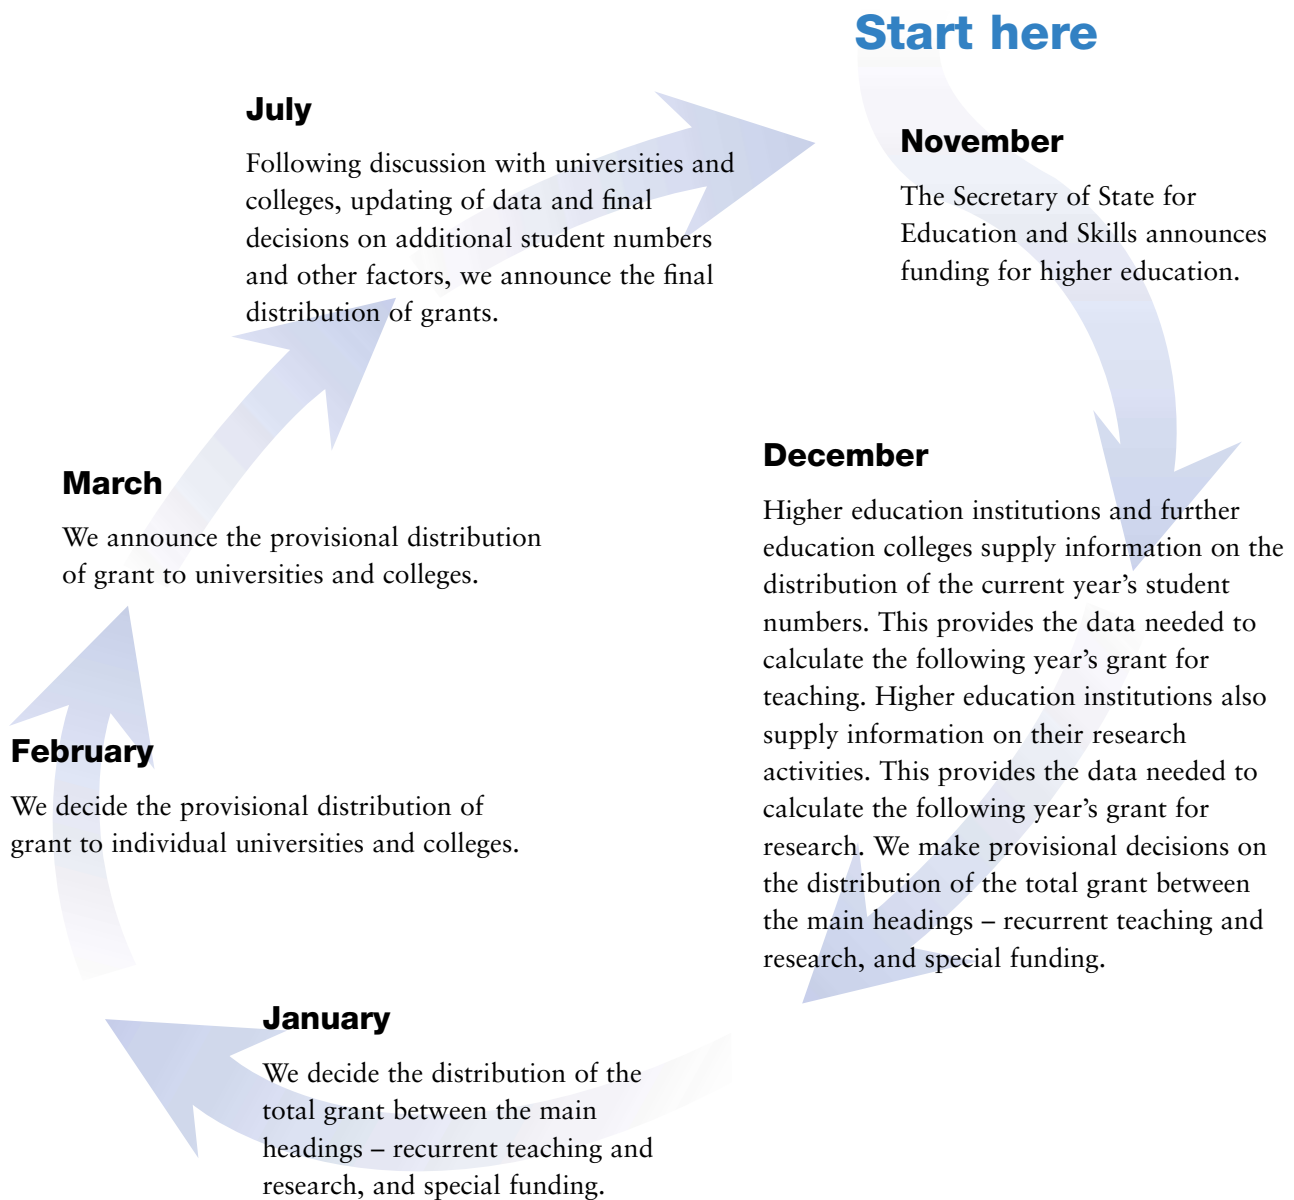 Start here
November
The Secretary of State for
Education and Skills announces
funding for higher education.
December
Higher education institutions and further
education colleges supply information on the
distribution of the current year’s student
numbers. This provides the data needed to
calculate the following year’s grant for
teaching. Higher education institutions also
supply information on their research
activities. This provides the data needed to
calculate the following year’s grant for
research. We make provisional decisions on
the distribution of the total grant between
the main headings – recurrent teaching and
research, and special funding.
January
We decide the distribution of the
total grant between the main
headings – recurrent teaching and
research, and special funding.
February
We decide the provisional distribution of
grant to individual universities and colleges.
March
We announce the provisional distribution
of grant to universities and colleges.
July
Following discussion with universities and
colleges, updating of data and final
decisions on additional student numbers
and other factors, we announce the final
distribution of grants.